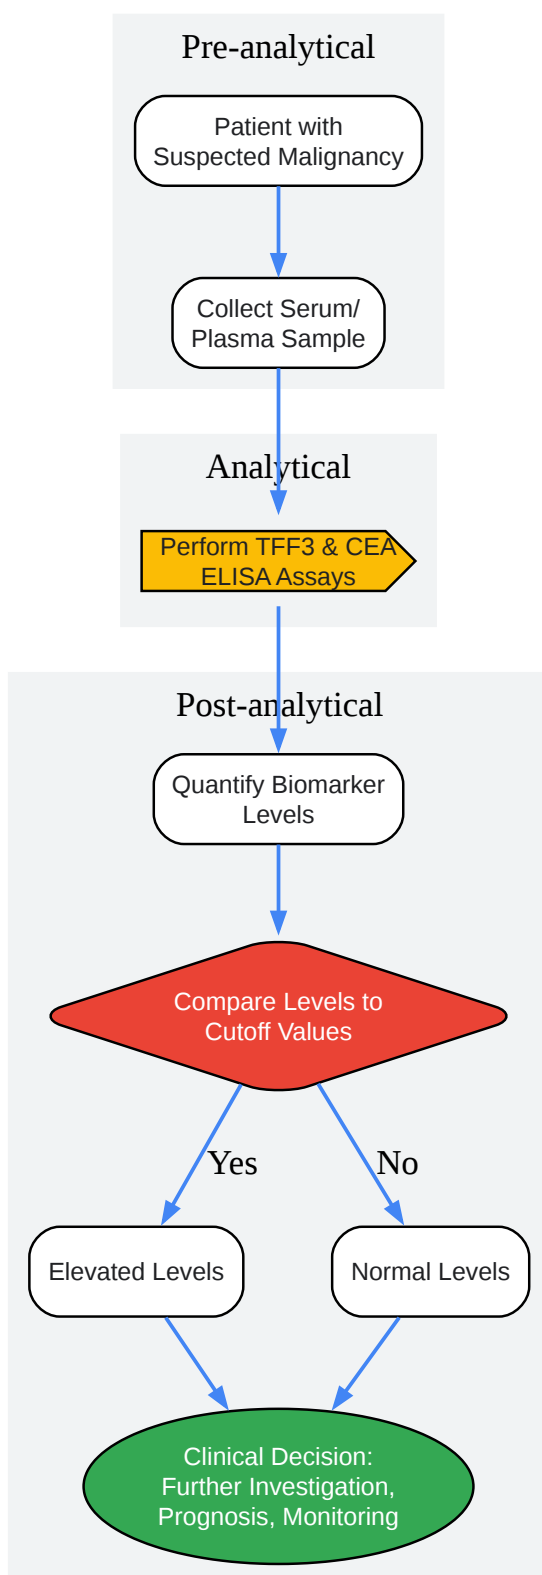 Pre-analytical
Patient with
Suspected Malignancy
Collect Serum/
Plasma Sample
Analytical
Perform TFF3 & CEA
ELISA Assays
Post-analytical
Quantify Biomarker
Levels
Compare Levels to
Cutoff Values
Yes
No
Elevated Levels
Normal Levels
Clinical Decision:
Further Investigation,
Prognosis, Monitoring